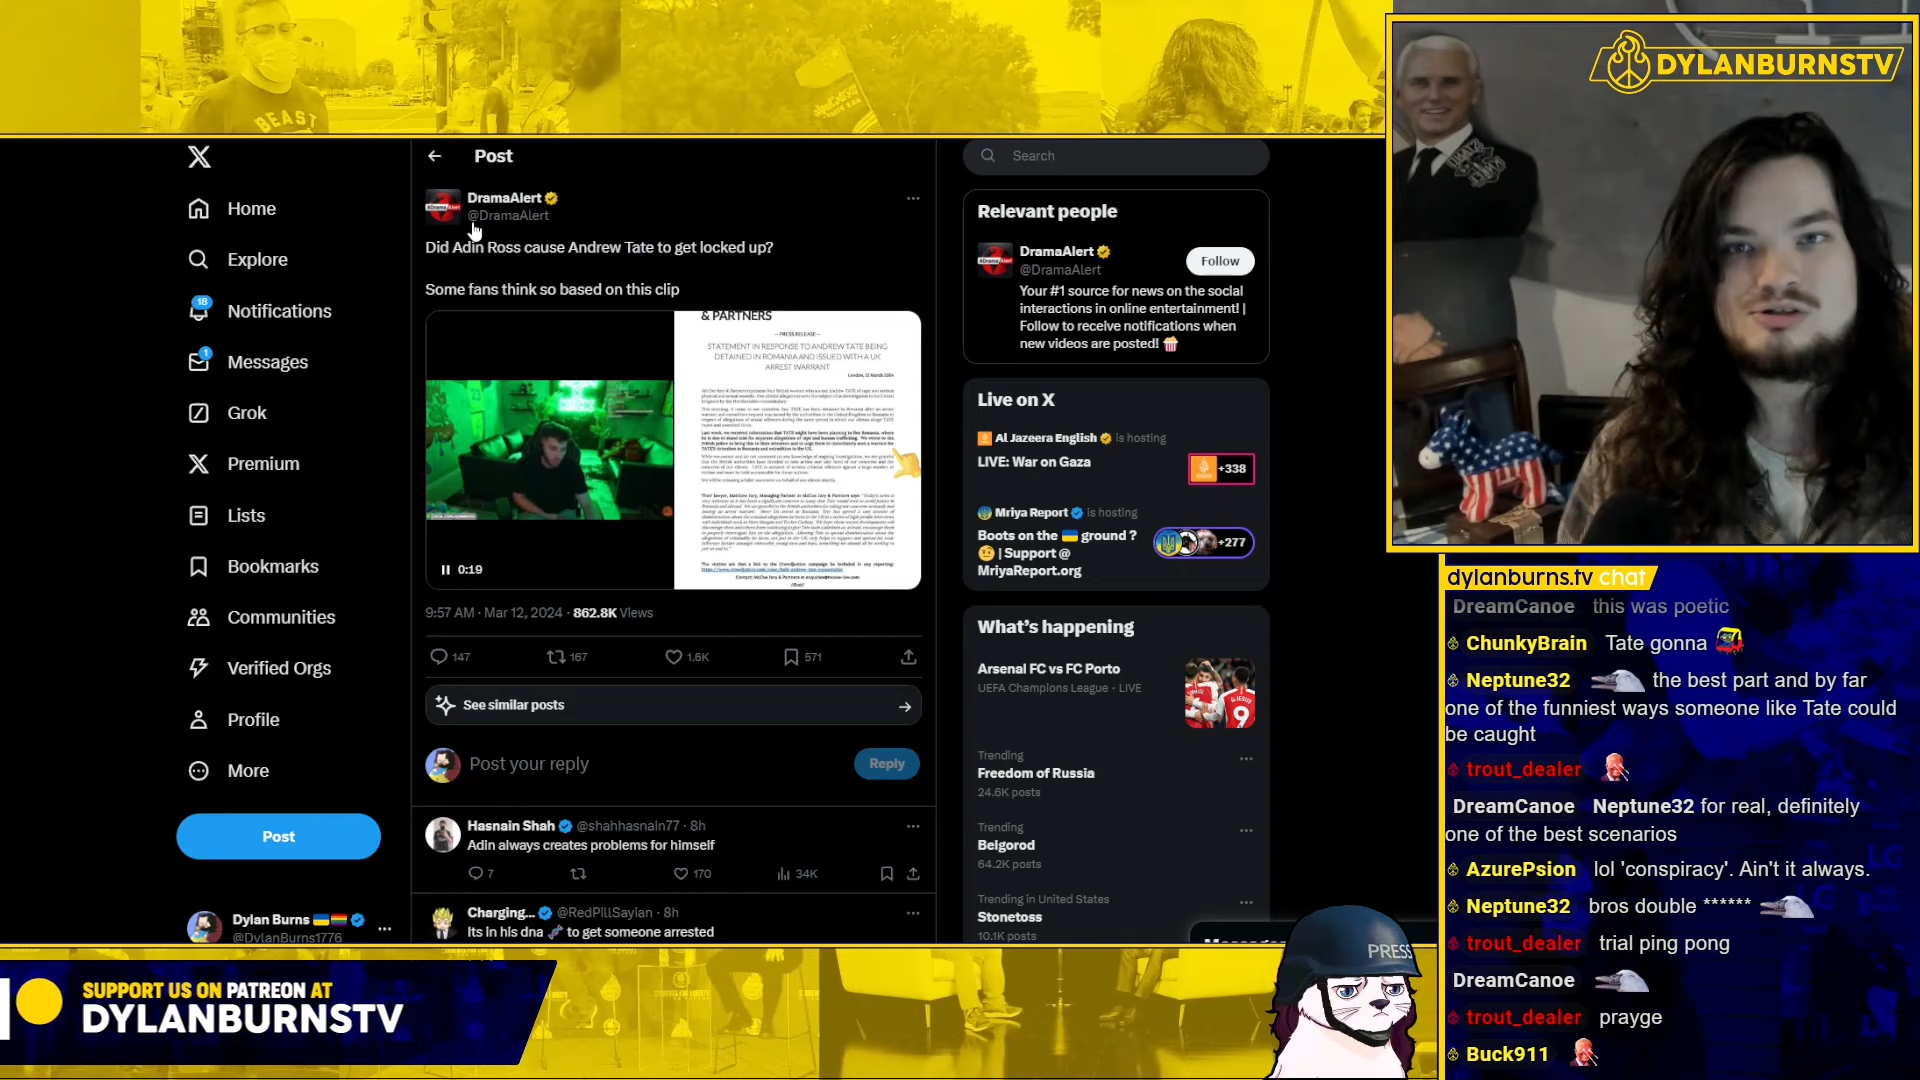 BEAST
DYLANBURNSTV
Post
Search
DramaAlert
@DramaAlert
Did Adin Ross cause Andrew Tate to get locked up?
Some fans think so based on this clip
& PARTNERS
— PRESS RELEASE —
STATEMENT IN RESPONSE TO ANDREW TATE BEING
DETAINED IN ROMANIA AND ISSUED WITH A UK
ARREST WARRANT
London, 12 March 2024
0:19
9:57 AM · Mar 12, 2024 · 862.8K Views
147
167
1.6K
571
See similar posts
Post your reply
Reply
Hasnain Shah @shahhasnain77 · 8h
Adin always creates problems for himself
7
170
34K
Charging... @RedPillSaylan · 8h
Its in his dna to get someone arrested
Home
Explore
18
Notifications
1
Messages
Grok
Premium
Lists
Bookmarks
Communities
Verified Orgs
Profile
More
Post
Dylan Burns
@DylanBurns1776
Relevant people
DramaAlert
@DramaAlert
Follow
Your #1 source for news on the social
interactions in online entertainment! |
Follow to receive notifications when
new videos are posted!
Live on X
Al Jazeera English is hosting
LIVE: War on Gaza
+338
Mriya Report is hosting
Boots on the ground ?
| Support @
MriyaReport.org
+277
What's happening
Arsenal FC vs FC Porto
UEFA Champions League · LIVE
Trending
Freedom of Russia
24.6K posts
Trending
Belgorod
64.2K posts
Trending in United States
Stonetoss
10.1K posts
dylanburns.tv chat
DreamCanoe this was poetic
ChunkyBrain Tate gonna
Neptune32 the best part and by far
one of the funniest ways someone like Tate could
be caught
trout_dealer
DreamCanoe Neptune32 for real, definitely
one of the best scenarios
AzurePsion lol 'conspiracy'. Ain't it always.
Neptune32 bros double ******
trout_dealer trial ping pong
DreamCanoe
trout_dealer prayge
Buck911
PRESS
SUPPORT US ON PATREON AT
DYLANBURNSTV